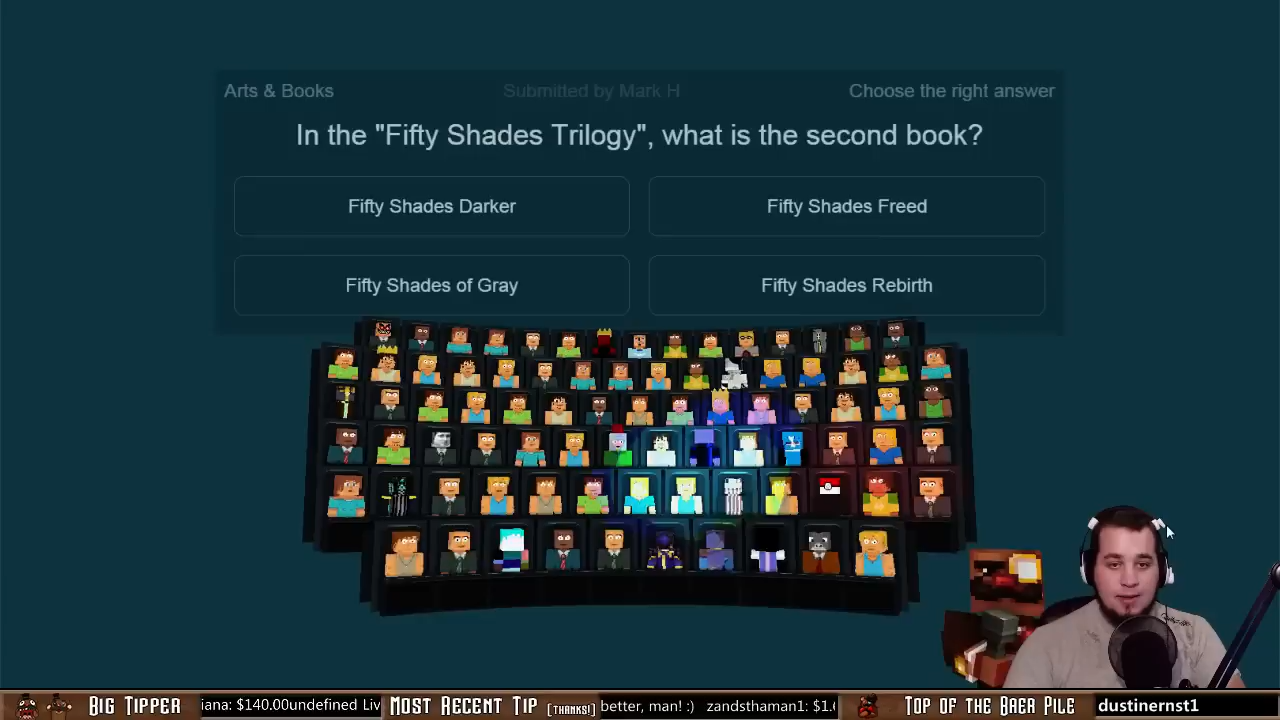 Arts & Books
Submitted by Mark H
Choose the right answer
In the "Fifty Shades Trilogy", what is the second book?
Fifty Shades Darker
Fifty Shades Freed
Fifty Shades of Gray
Fifty Shades Rebirth
BIG TIPPER
iana: $140.00undefined Liv
MOST RECENT TIP [THANKS!]
better, man! :) zandsthaman1: $1.
TOP OF THE BAER PILE
dustinernst1